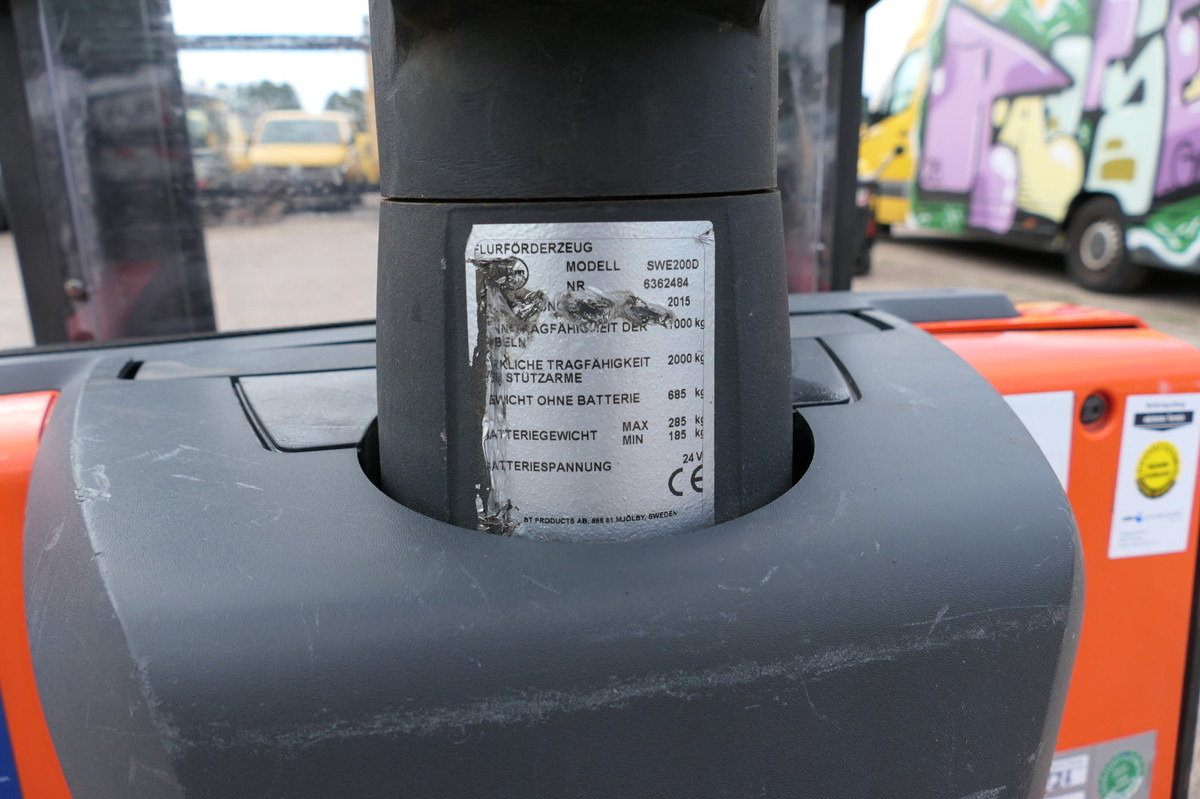 FLURFÖRDERZEUG
MODELL SWE200D
NR 6362484
2015
TRAGFÄHIGKEIT DER 1000 kg
BELN
KLICHE TRAGFÄHIGKEIT 2000 kg
STÜTZARME
WICHT OHNE BATTERIE 685 kg
BATTERIEGEWICHT MAX 285 kg
MIN 185 kg
BATTERIESPANNUNG 24 V
CE
BT PRODUCTS AB, 595 81 MJÖLBY, SWEDEN